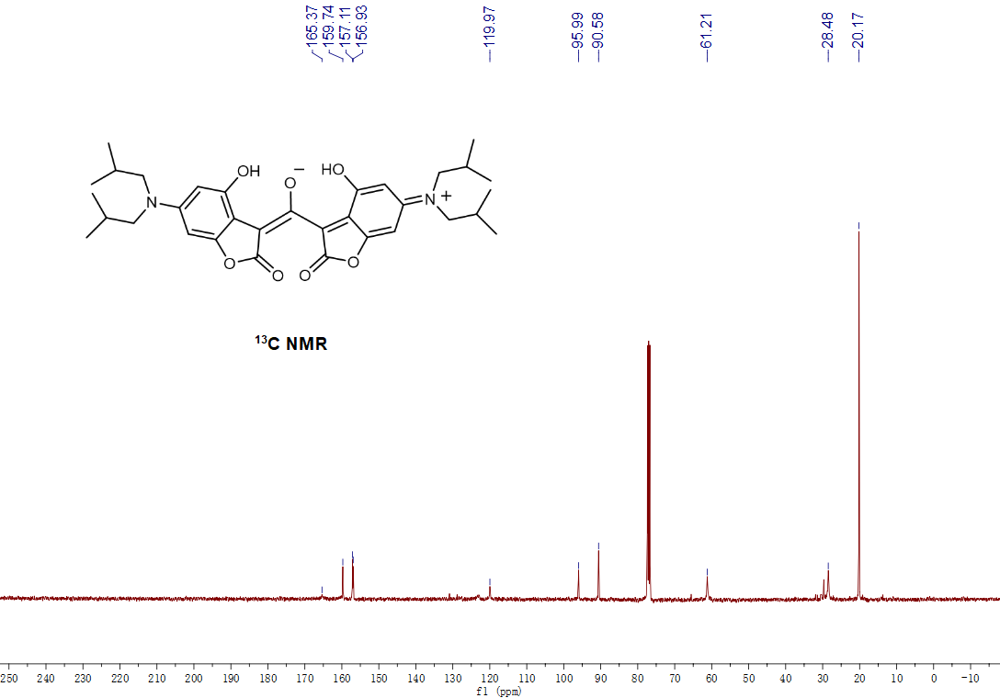 165.37
159.74
157.11
156.93
119.97
95.99
90.58
61.21
28.48
20.17
OH
O
−
HO
N
N
+
O
O
O
O
13C NMR
250 240 230 220 210 200 190 180 170 160 150 140 130 120 110 100 90 80 70 60 50 40 30 20 10 0 -10
f1 (ppm)